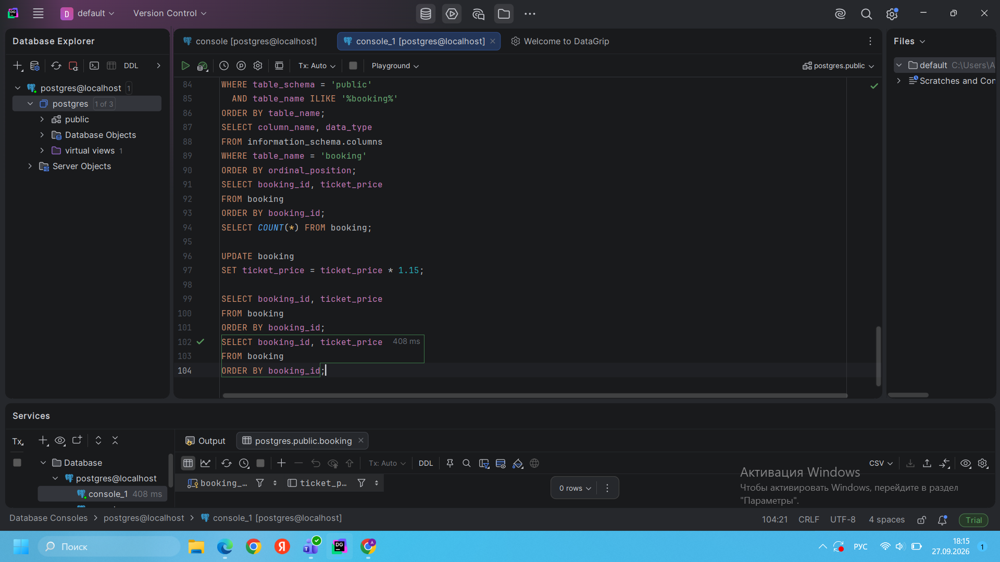 D default
Version Control
Database Explorer
console [postgres@localhost]
console_1 [postgres@localhost]
Welcome to DataGrip
Files
DDL
Tx: Auto
Playground
postgres.public
postgres@localhost 1
postgres 1 of 3
public
Database Objects
virtual views 1
Server Objects
default C:\Users\A
Scratches and Con
84 WHERE table_schema = 'public'
85 AND table_name ILIKE '%booking%'
86 ORDER BY table_name;
87 SELECT column_name, data_type
88 FROM information_schema.columns
89 WHERE table_name = 'booking'
90 ORDER BY ordinal_position;
91 SELECT booking_id, ticket_price
92 FROM booking
93 ORDER BY booking_id;
94 SELECT COUNT(*) FROM booking;
95
96 UPDATE booking
97 SET ticket_price = ticket_price * 1.15;
98
99 SELECT booking_id, ticket_price
100 FROM booking
101 ORDER BY booking_id;
102 SELECT booking_id, ticket_price 408 ms
103 FROM booking
104 ORDER BY booking_id;
Services
Tx
Database
postgres@localhost
console_1 408 ms
Output
postgres.public.booking
Tx: Auto
DDL
CSV
booking_...
ticket_p...
0 rows
Активация Windows
Чтобы активировать Windows, перейдите в раздел
"Параметры".
Database Consoles > postgres@localhost > console_1 [postgres@localhost]
104:21 CRLF UTF-8 4 spaces
Trial
Поиск
РУС
18:15
27.09.2026
1